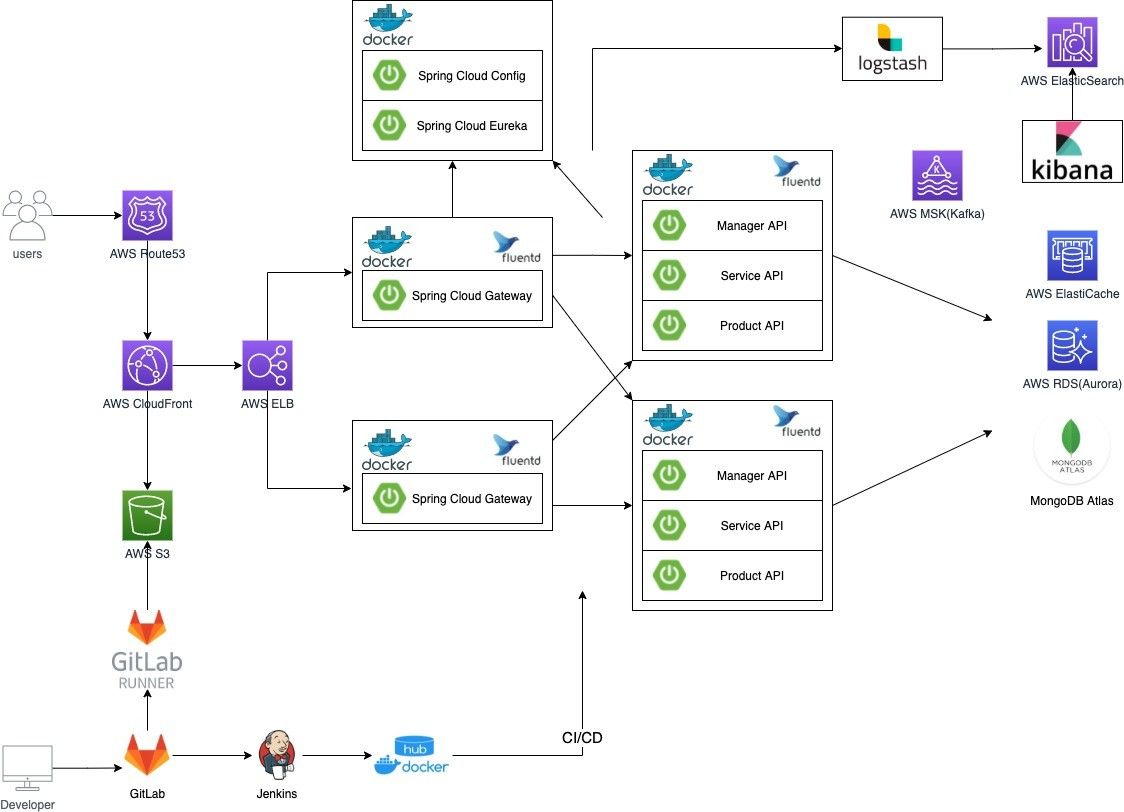 docker
Spring Cloud Config
Spring Cloud Eureka
logstash
AWS ElasticSearch
kibana
docker
fluentd
Manager API
Service API
Product API
K
AWS MSK(Kafka)
users
53
AWS Route53
docker
fluentd
Spring Cloud Gateway
AWS ElastiCache
AWS RDS(Aurora)
AWS CloudFront
AWS ELB
docker
fluentd
Spring Cloud Gateway
docker
fluentd
Manager API
Service API
Product API
MONGODB
ATLAS
MongoDB Atlas
AWS S3
GitLab
RUNNER
CI/CD
hub
docker
Developer
GitLab
Jenkins